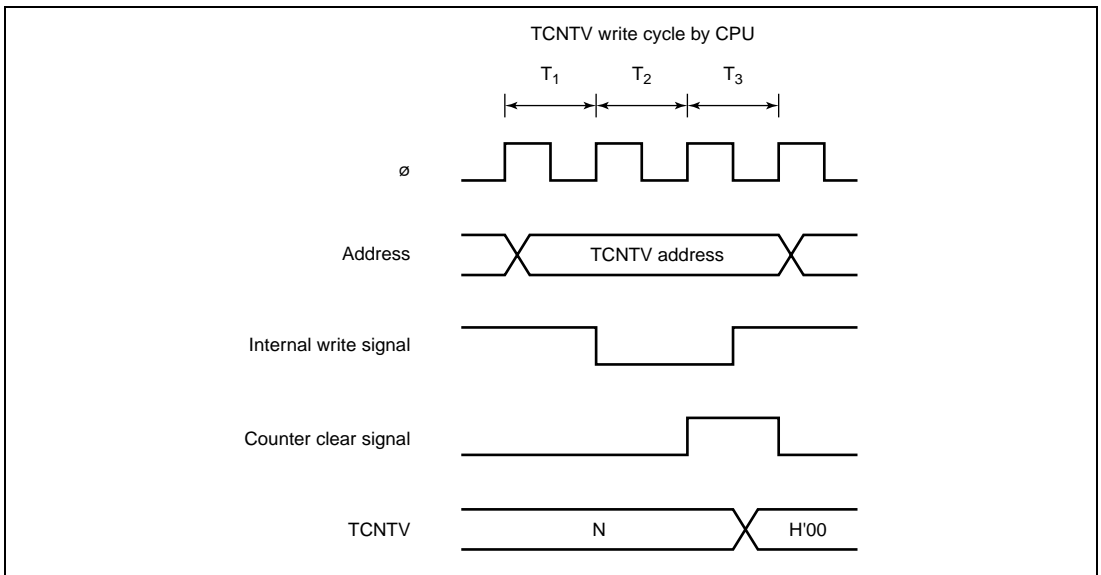 TCNTV write cycle by CPU
T₁ T₂ T₃
ø
Address TCNTV address
Internal write signal
Counter clear signal
TCNTV N H'00